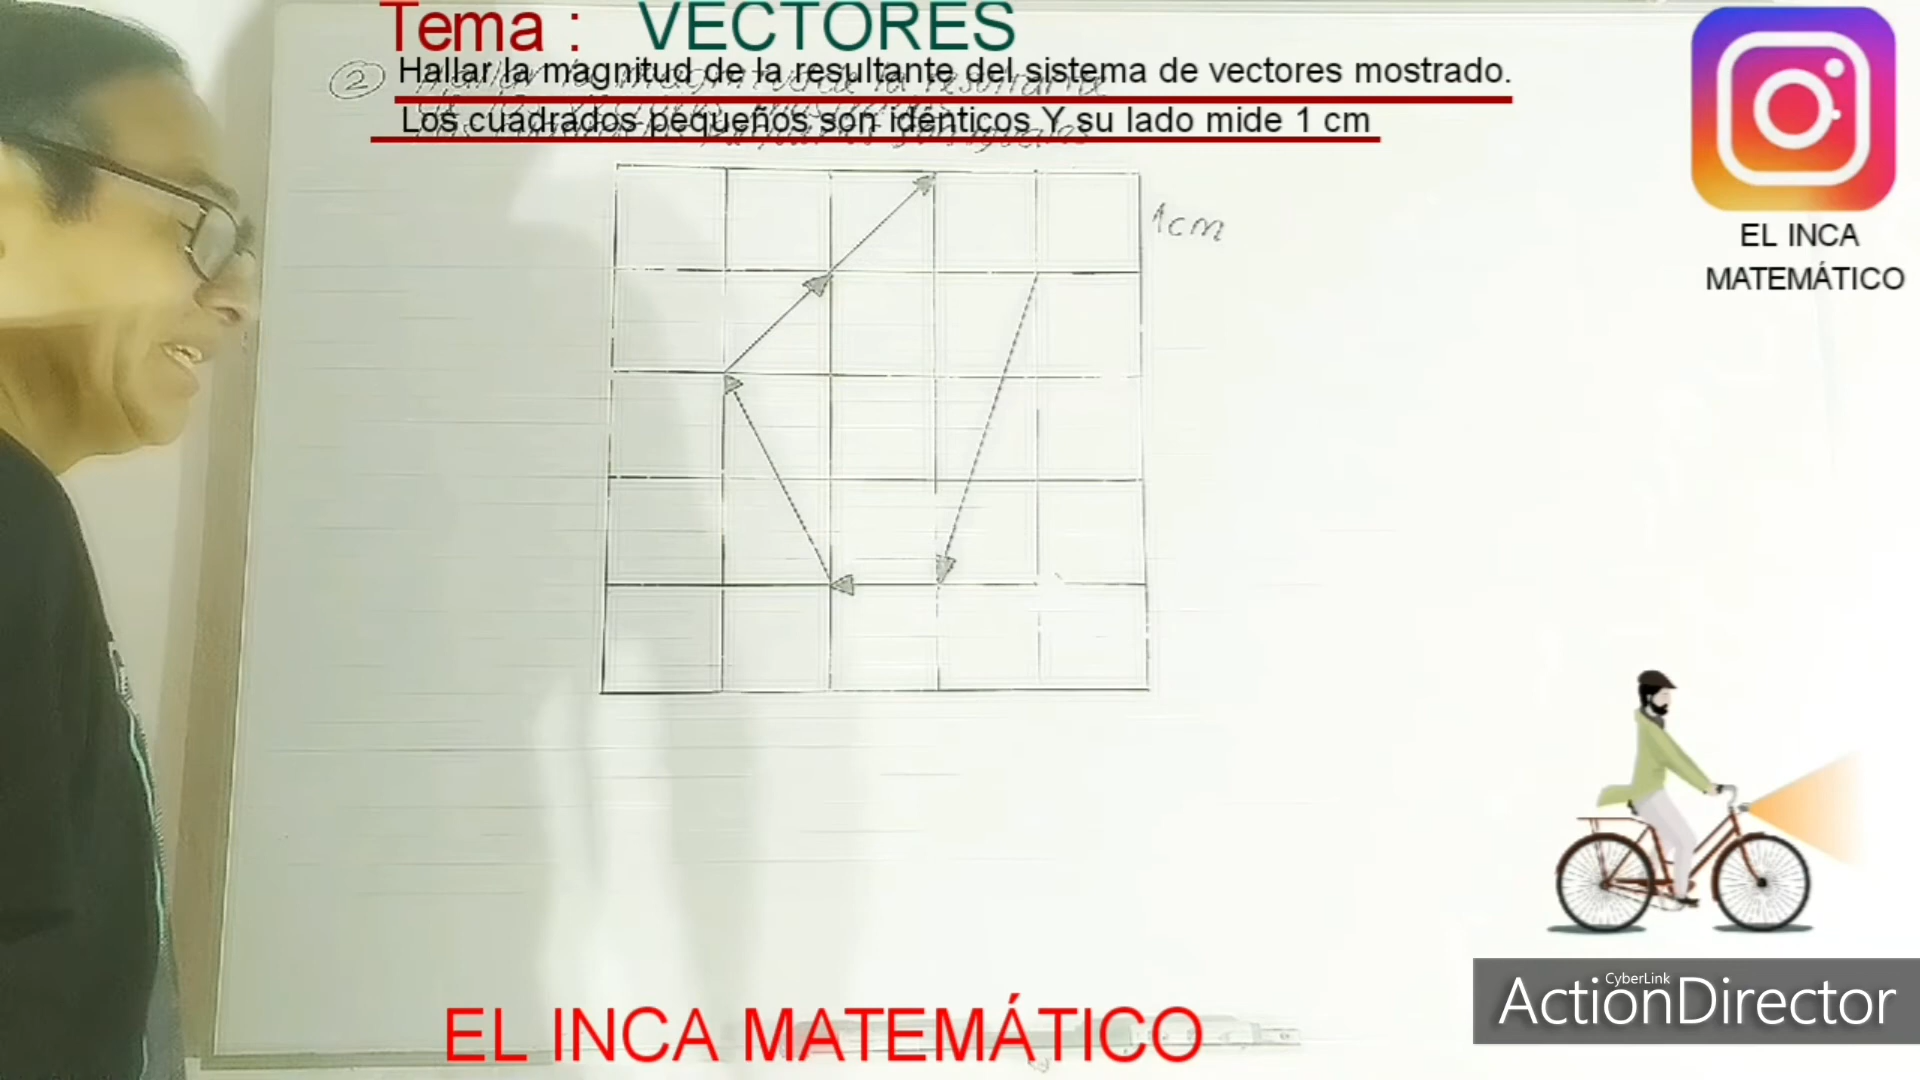 Tema : VECTORES
Hallar la magnitud de la resultante del sistema de vectores mostrado.
Los cuadrados pequeños son idénticos Y su lado mide 1 cm
2
1cm
EL INCA
MATEMÁTICO
CyberLink
ActionDirector
EL INCA MATEMÁTICO